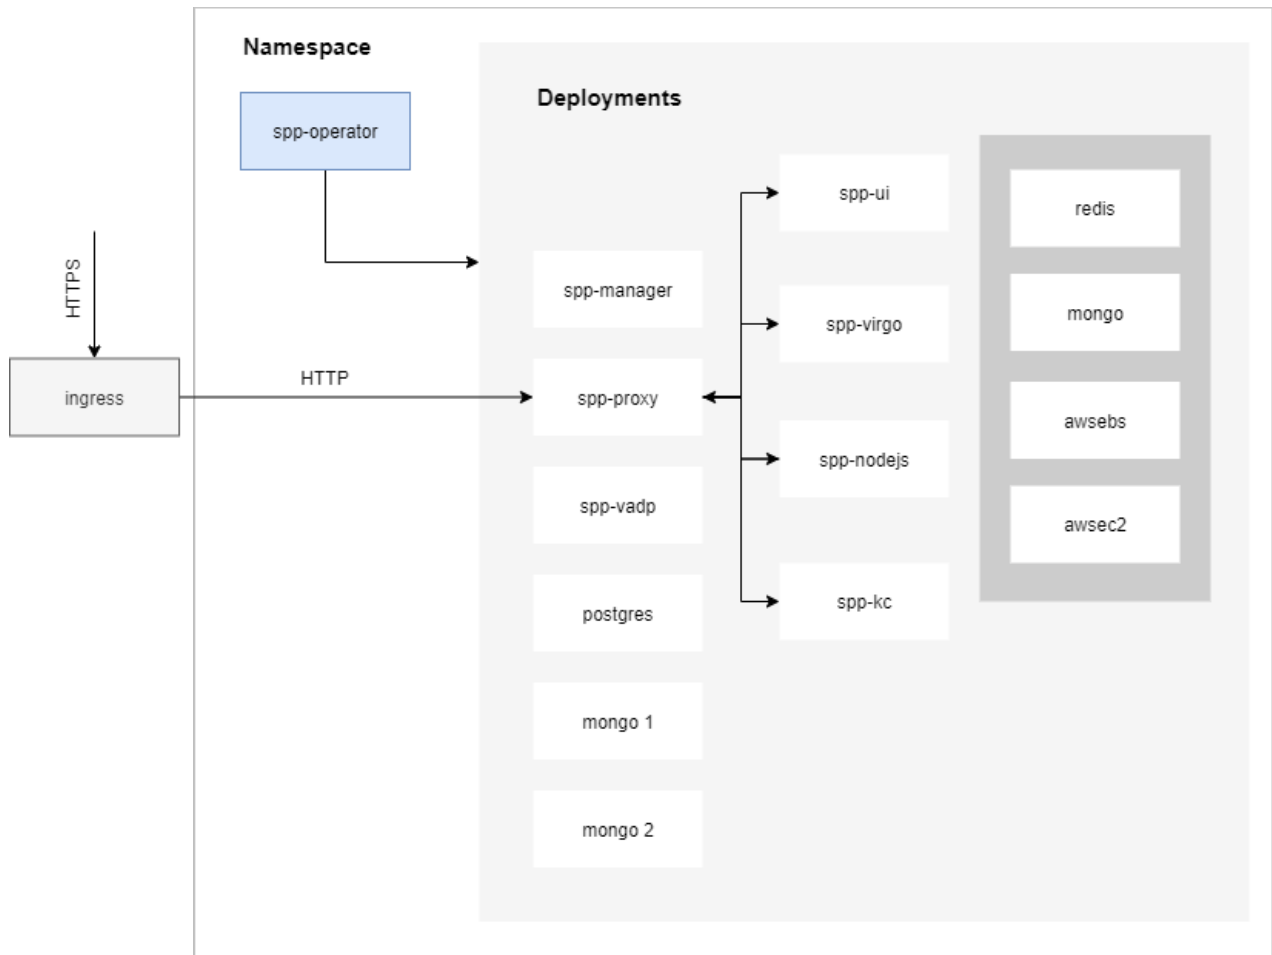 Namespace
Deployments
spp-operator
HTTPS
ingress
HTTP
spp-manager
spp-proxy
spp-vadp
postgres
mongo 1
mongo 2
spp-ui
spp-virgo
spp-nodejs
spp-kc
redis
mongo
awsebs
awsec2